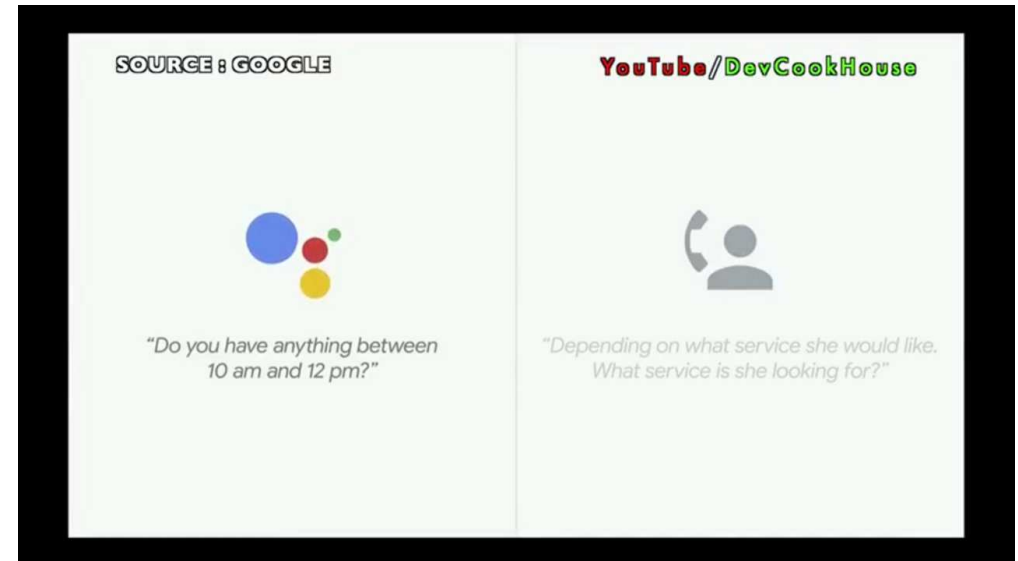 SOURCE : GOOGLE
YouTube/DevCookHouse
“Do you have anything between
10 am and 12 pm?”
“Depending on what service she would like.
What service is she looking for?”